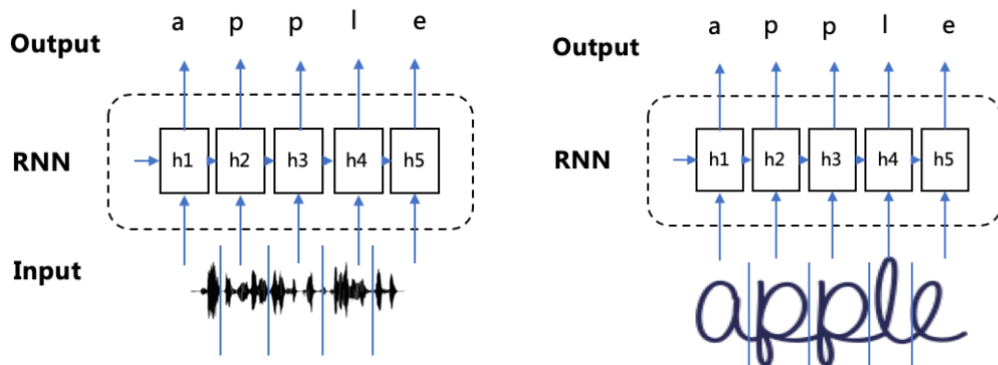 a p p l e
Output
RNN
h1 h2 h3 h4 h5
Input
a p p l e
Output
RNN
h1 h2 h3 h4 h5
apple